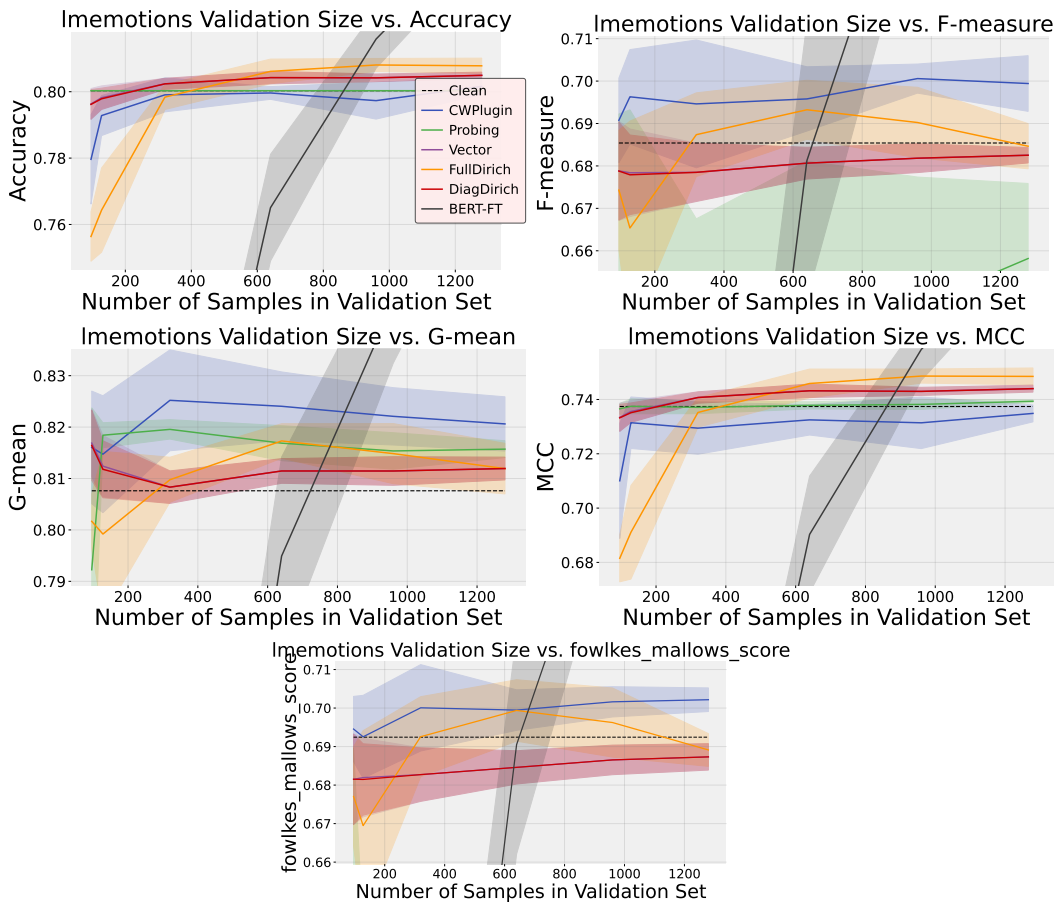 lmemotions Validation Size vs. Accuracy
0.80
0.78
0.76
Accuracy
200 400 600 800 1000 1200
Number of Samples in Validation Set
Clean
CWPlugin
Probing
Vector
FullDirich
DiagDirich
BERT-FT
lmemotions Validation Size vs. F-measure
0.71
0.70
0.69
0.68
0.67
0.66
F-measure
200 400 600 800 1000 1200
Number of Samples in Validation Set
lmemotions Validation Size vs. G-mean
0.83
0.82
0.81
0.80
0.79
G-mean
200 400 600 800 1000 1200
Number of Samples in Validation Set
lmemotions Validation Size vs. MCC
0.74
0.72
0.70
0.68
MCC
200 400 600 800 1000 1200
Number of Samples in Validation Set
lmemotions Validation Size vs. fowlkes_mallows_score
0.71
0.70
0.69
0.68
0.67
0.66
fowlkes_mallows_score
200 400 600 800 1000 1200
Number of Samples in Validation Set